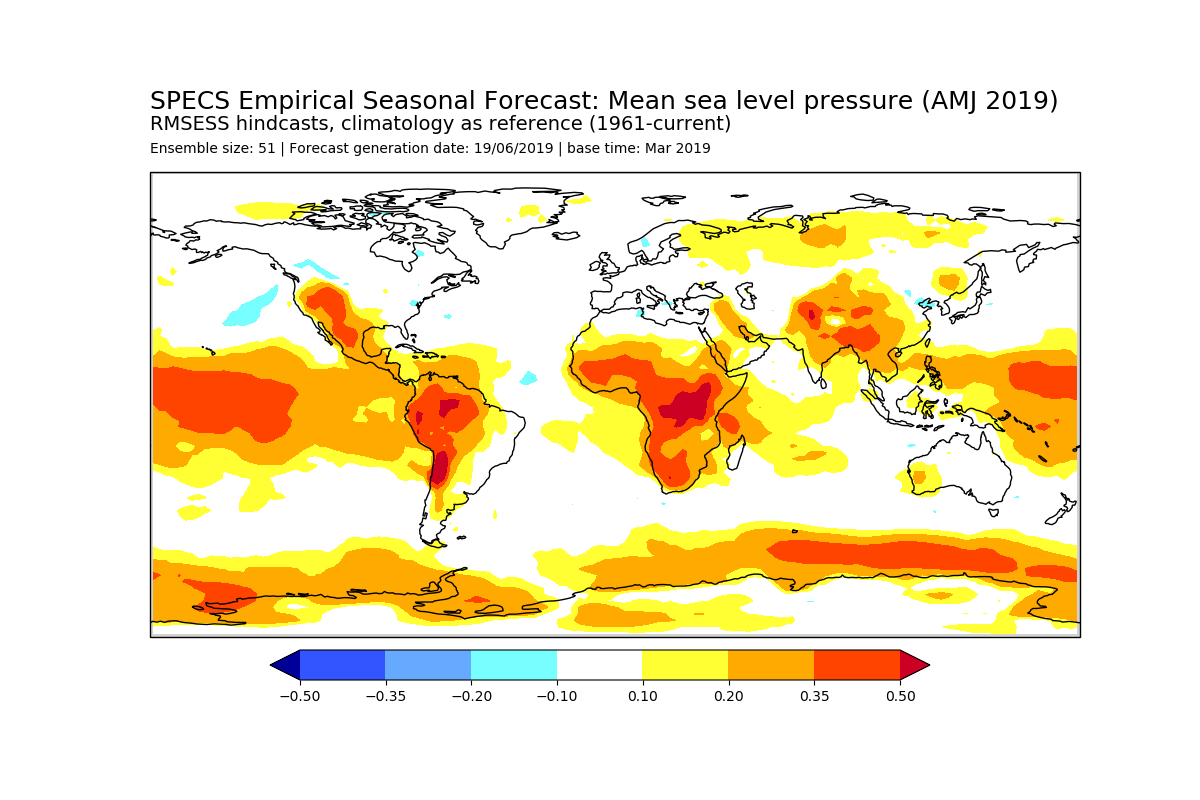 SPECS Empirical Seasonal Forecast: Mean sea level pressure (AMJ 2019)
RMSESS hindcasts, climatology as reference (1961-current)
Ensemble size: 51 | Forecast generation date: 19/06/2019 | base time: Mar 2019
−0.50 −0.35 −0.20 −0.10 0.10 0.20 0.35 0.50